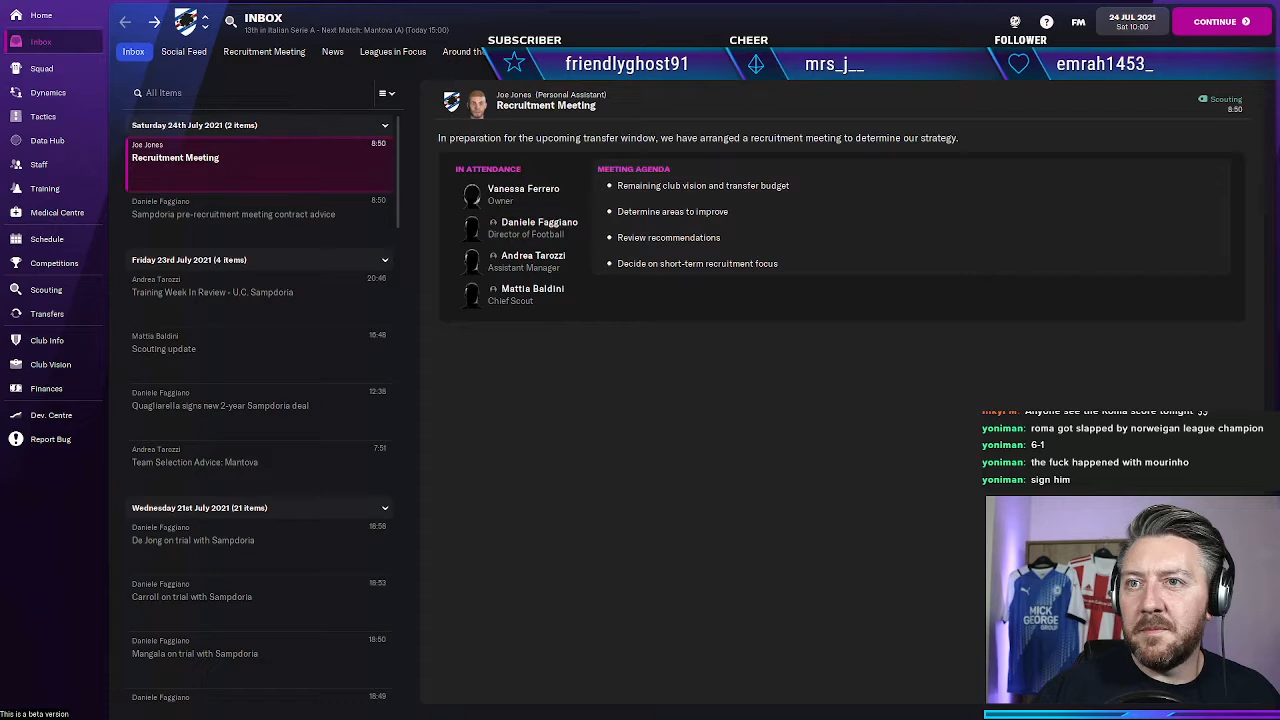 INBOX
13th in Italian Serie A - Next Match: Mantova (A) (Today 15:00)
FM
24 JUL 2021
Sat 10:00
CONTINUE
Home
Inbox
Squad
Dynamics
Tactics
Data Hub
Staff
Training
Medical Centre
Schedule
Competitions
Scouting
Transfers
Club Info
Club Vision
Finances
Dev. Centre
Report Bug
This is a beta version
Inbox
Social Feed
Recruitment Meeting
News
Leagues in Focus
Around th
SUBSCRIBER
friendlyghost91
CHEER
mrs_j__
FOLLOWER
emrah1453_
All Items
Saturday 24th July 2021 (2 items)
Joe Jones 8:50
Recruitment Meeting
Daniele Faggiano 8:50
Sampdoria pre-recruitment meeting contract advice
Friday 23rd July 2021 (4 items)
Andrea Tarozzi 20:46
Training Week In Review - U.C. Sampdoria
Mattia Baldini 16:48
Scouting update
Daniele Faggiano 12:38
Quagliarella signs new 2-year Sampdoria deal
Andrea Tarozzi 7:51
Team Selection Advice: Mantova
Wednesday 21st July 2021 (21 items)
Daniele Faggiano 18:58
De Jong on trial with Sampdoria
Daniele Faggiano 18:53
Carroll on trial with Sampdoria
Daniele Faggiano 18:50
Mangala on trial with Sampdoria
Daniele Faggiano 18:49
Joe Jones (Personal Assistant)
Recruitment Meeting
Scouting
8:50
In preparation for the upcoming transfer window, we have arranged a recruitment meeting to determine our strategy.
IN ATTENDANCE
Vanessa Ferrero
Owner
Daniele Faggiano
Director of Football
Andrea Tarozzi
Assistant Manager
Mattia Baldini
Chief Scout
MEETING AGENDA
Remaining club vision and transfer budget
Determine areas to improve
Review recommendations
Decide on short-term recruitment focus
Anyone see the Roma score tonight
yoniman: roma got slapped by norweigan league champion
yoniman: 6-1
yoniman: the fuck happened with mourinho
yoniman: sign him
MICK
GEORGE
GROUP